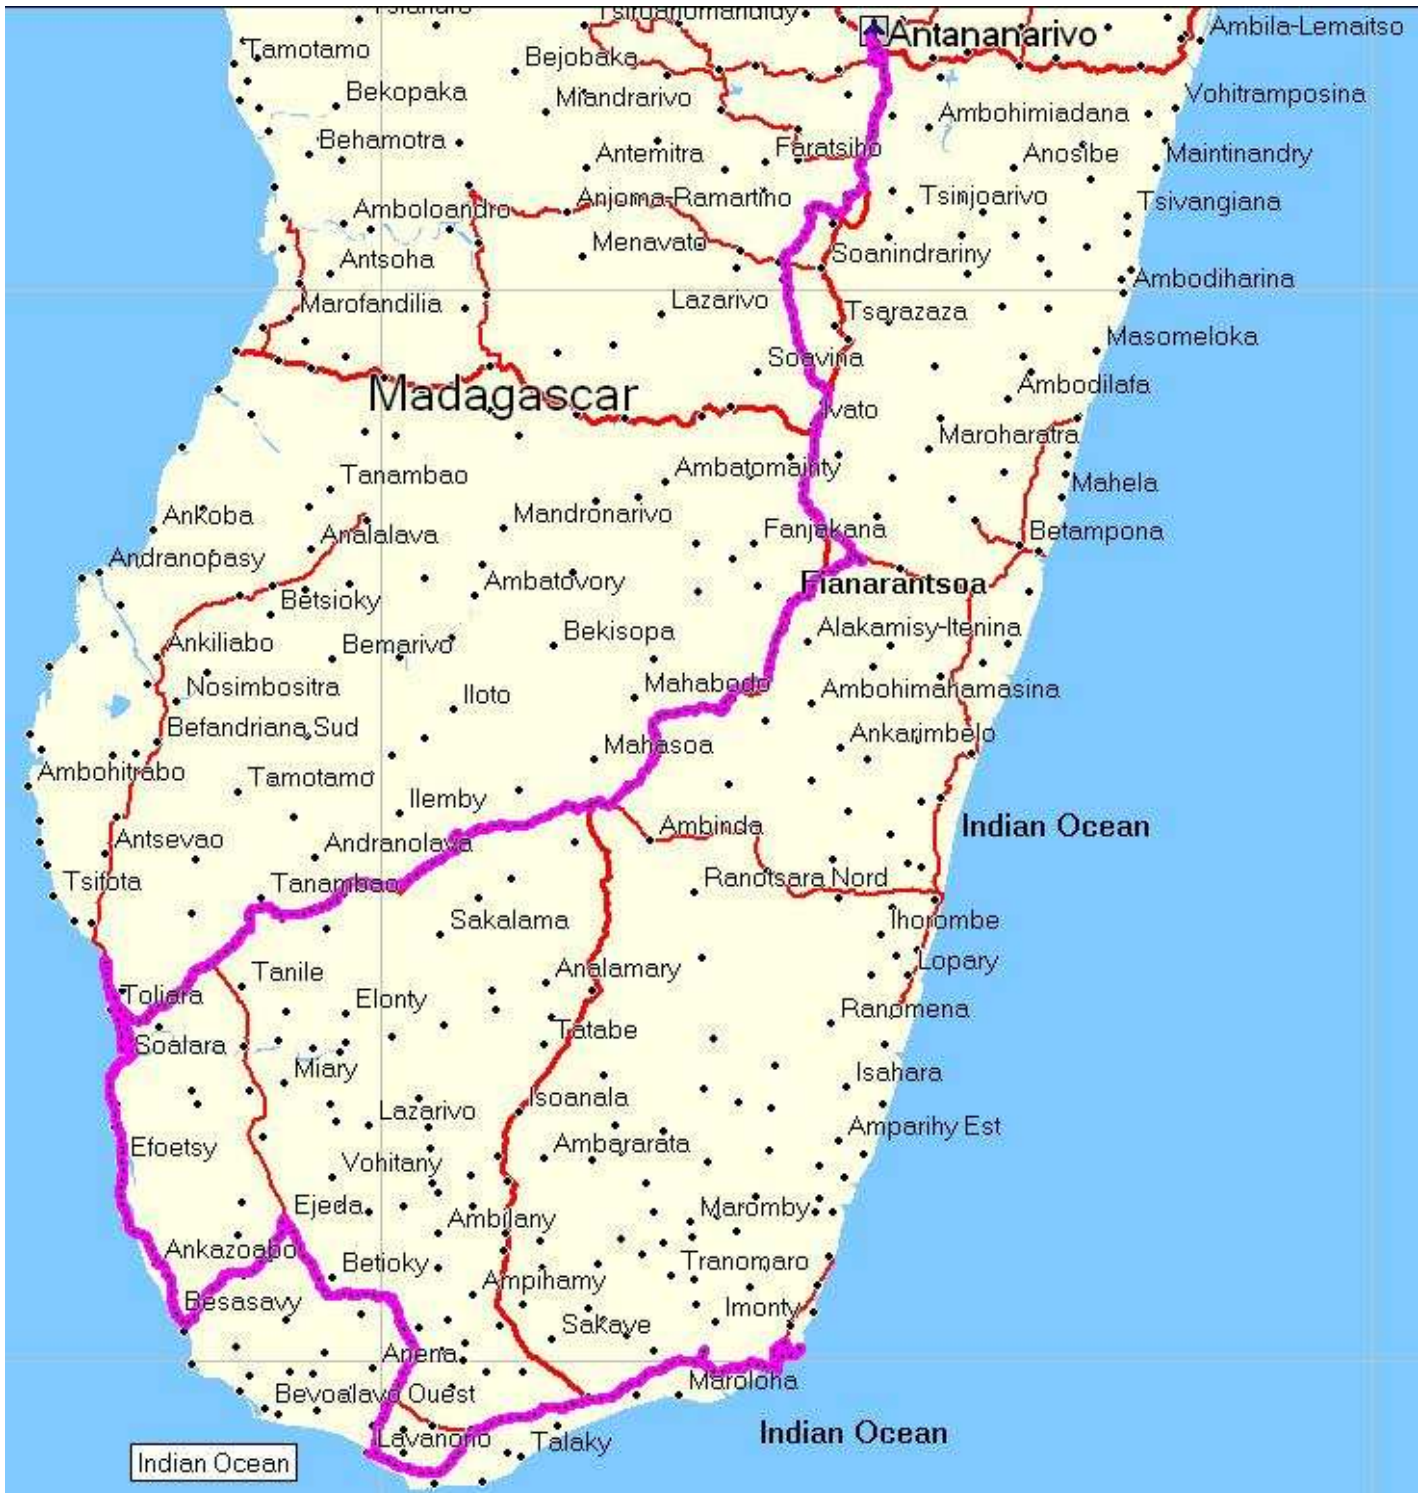 Tsiroanomandidy
Antananarivo
Ambila-Lemaitso
Tamotamo
Bejobaka
Bekopaka
Miandrarivo
Vohitramposina
Ambohimiadana
Behamotra
Antemitra
Faratsiho
Anosibe
Maintinandry
Amboloandro
Anjoma-Ramartino
Tsinjoarivo
Tsivangiana
Antsoha
Menavato
Soanindrariny
Ambodiharina
Marofandilia
Lazarivo
Tsarazaza
Masomeloka
Soavina
Madagascar
Ambodilafa
Ivato
Maroharatra
Tanambao
Ambatomainty
Mahela
Ankoba
Mandronarivo
Fanjakana
Betampona
Analalava
Andranopasy
Ambatovory
Fianarantsoa
Betsioky
Ankiliabo
Bemarivo
Bekisopa
Alakamisy-Itenina
Nosimbositra
Iloto
Mahabodo
Ambohimahamasina
Befandriana Sud
Mahasoa
Ankarimbelo
Ambohitrabo
Tamotamo
Ilemby
Antsevao
Andranolava
Ambinda
Indian Ocean
Tsifota
Tanambao
Ranotsara Nord
Sakalama
Ihorombe
Tanile
Analamary
Lopary
Toliara
Elonty
Ranomena
Soalara
Tatabe
Miary
Isahara
Lazarivo
Isoanala
Efoetsy
Vohitany
Ambararata
Amparihy Est
Ejeda
Ambilany
Maromby
Ankazoabo
Betioky
Ampihamy
Tranomaro
Besasavy
Sakave
Imonty
Anena
Maroloha
Bevoalavo Ouest
Lavanono
Talaky
Indian Ocean
Indian Ocean